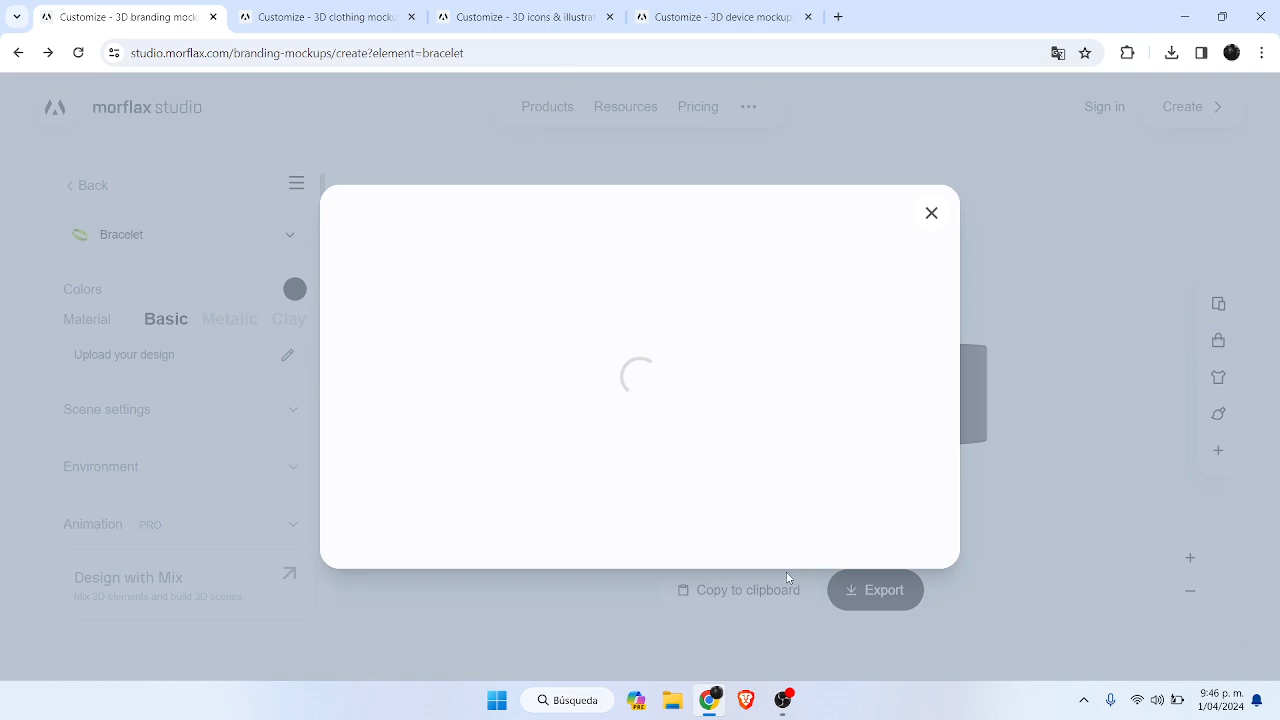 Customize - 3D branding mock
Customize - 3D clothing mocku
Customize - 3D icons & illustrat
Customize - 3D device mockup
studio.morflax.com/branding-mockups/create?element=bracelet
morflax studio
Products
Resources
Pricing
Sign in
Create
Back
Bracelet
Colors
Material
Basic
Metalic
Clay
Upload your design
Scene settings
Environment
Animation
PRO
Design with Mix
Mix 3D elements and build 3D scenes.
Copy to clipboard
Export
Búsqueda
PRE
9:46 p. m.
1/04/2024